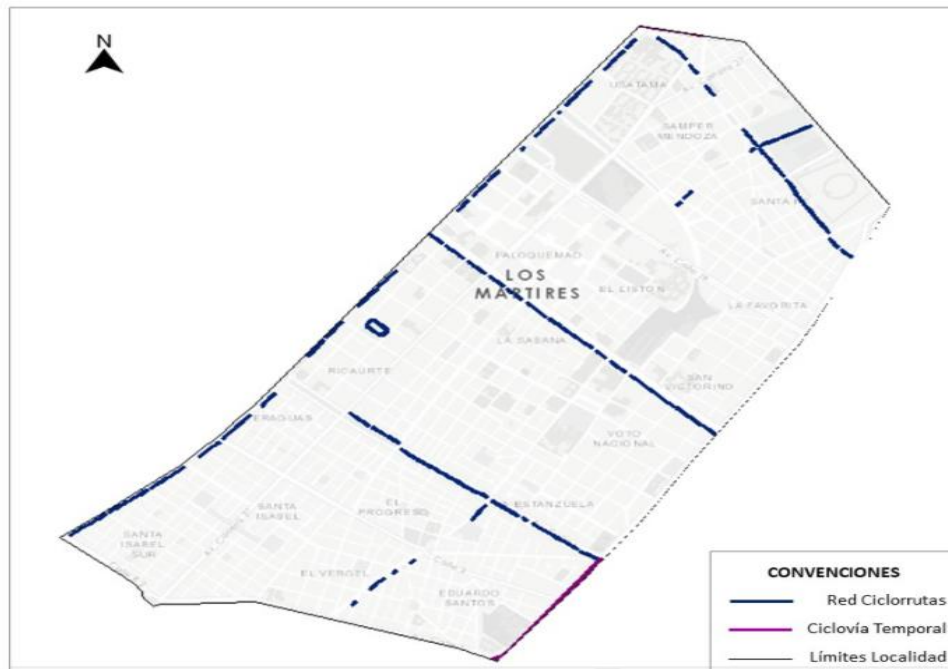 N
USATAMA
SAMPER
MENDOZA
SANTA FE
PALOQUEMAO
LOS
MÁRTIRES
EL LISTON
LA FAVORITA
LA SABANA
RICAURTE
SAN
VICTORINO
VERAGUAS
VOTO
NACIONAL
LA ESTANZUELA
EL
PROGRESO
SANTA
ISABEL
SANTA
ISABEL
SUR
EL VERGEL
EDUARDO
SANTOS
CONVENCIONES
Red Ciclorrutas
Ciclovía Temporal
Límites Localidad